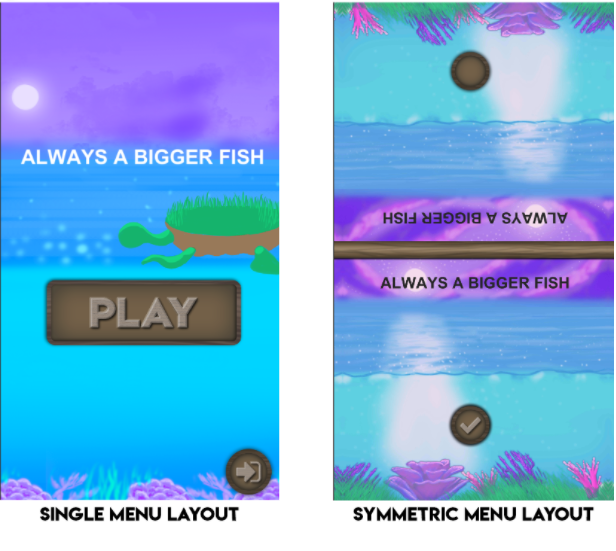 ALWAYS A BIGGER FISH
PLAY
SINGLE MENU LAYOUT
ALWAYS A BIGGER FISH
ALWAYS A BIGGER FISH
SYMMETRIC MENU LAYOUT